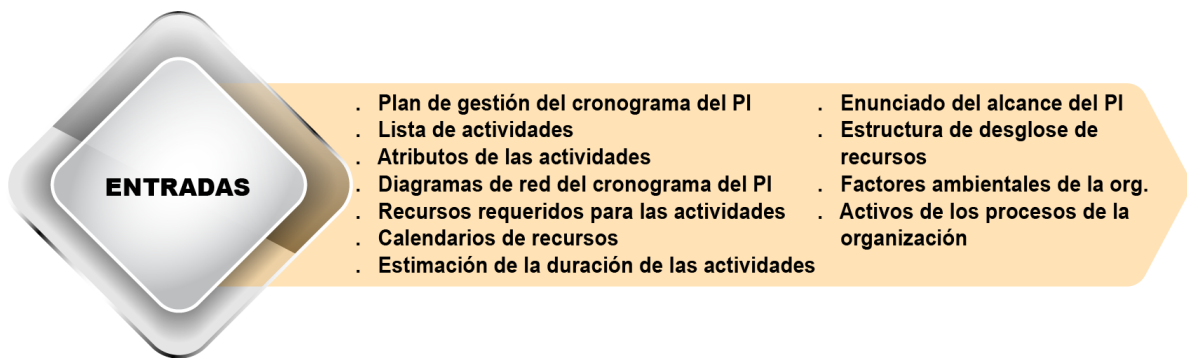 ENTRADAS
. Plan de gestión del cronograma del PI
. Lista de actividades
. Atributos de las actividades
. Diagramas de red del cronograma del PI
. Recursos requeridos para las actividades
. Calendarios de recursos
. Estimación de la duración de las actividades
. Enunciado del alcance del PI
. Estructura de desglose de
recursos
. Factores ambientales de la org.
. Activos de los procesos de la
organización